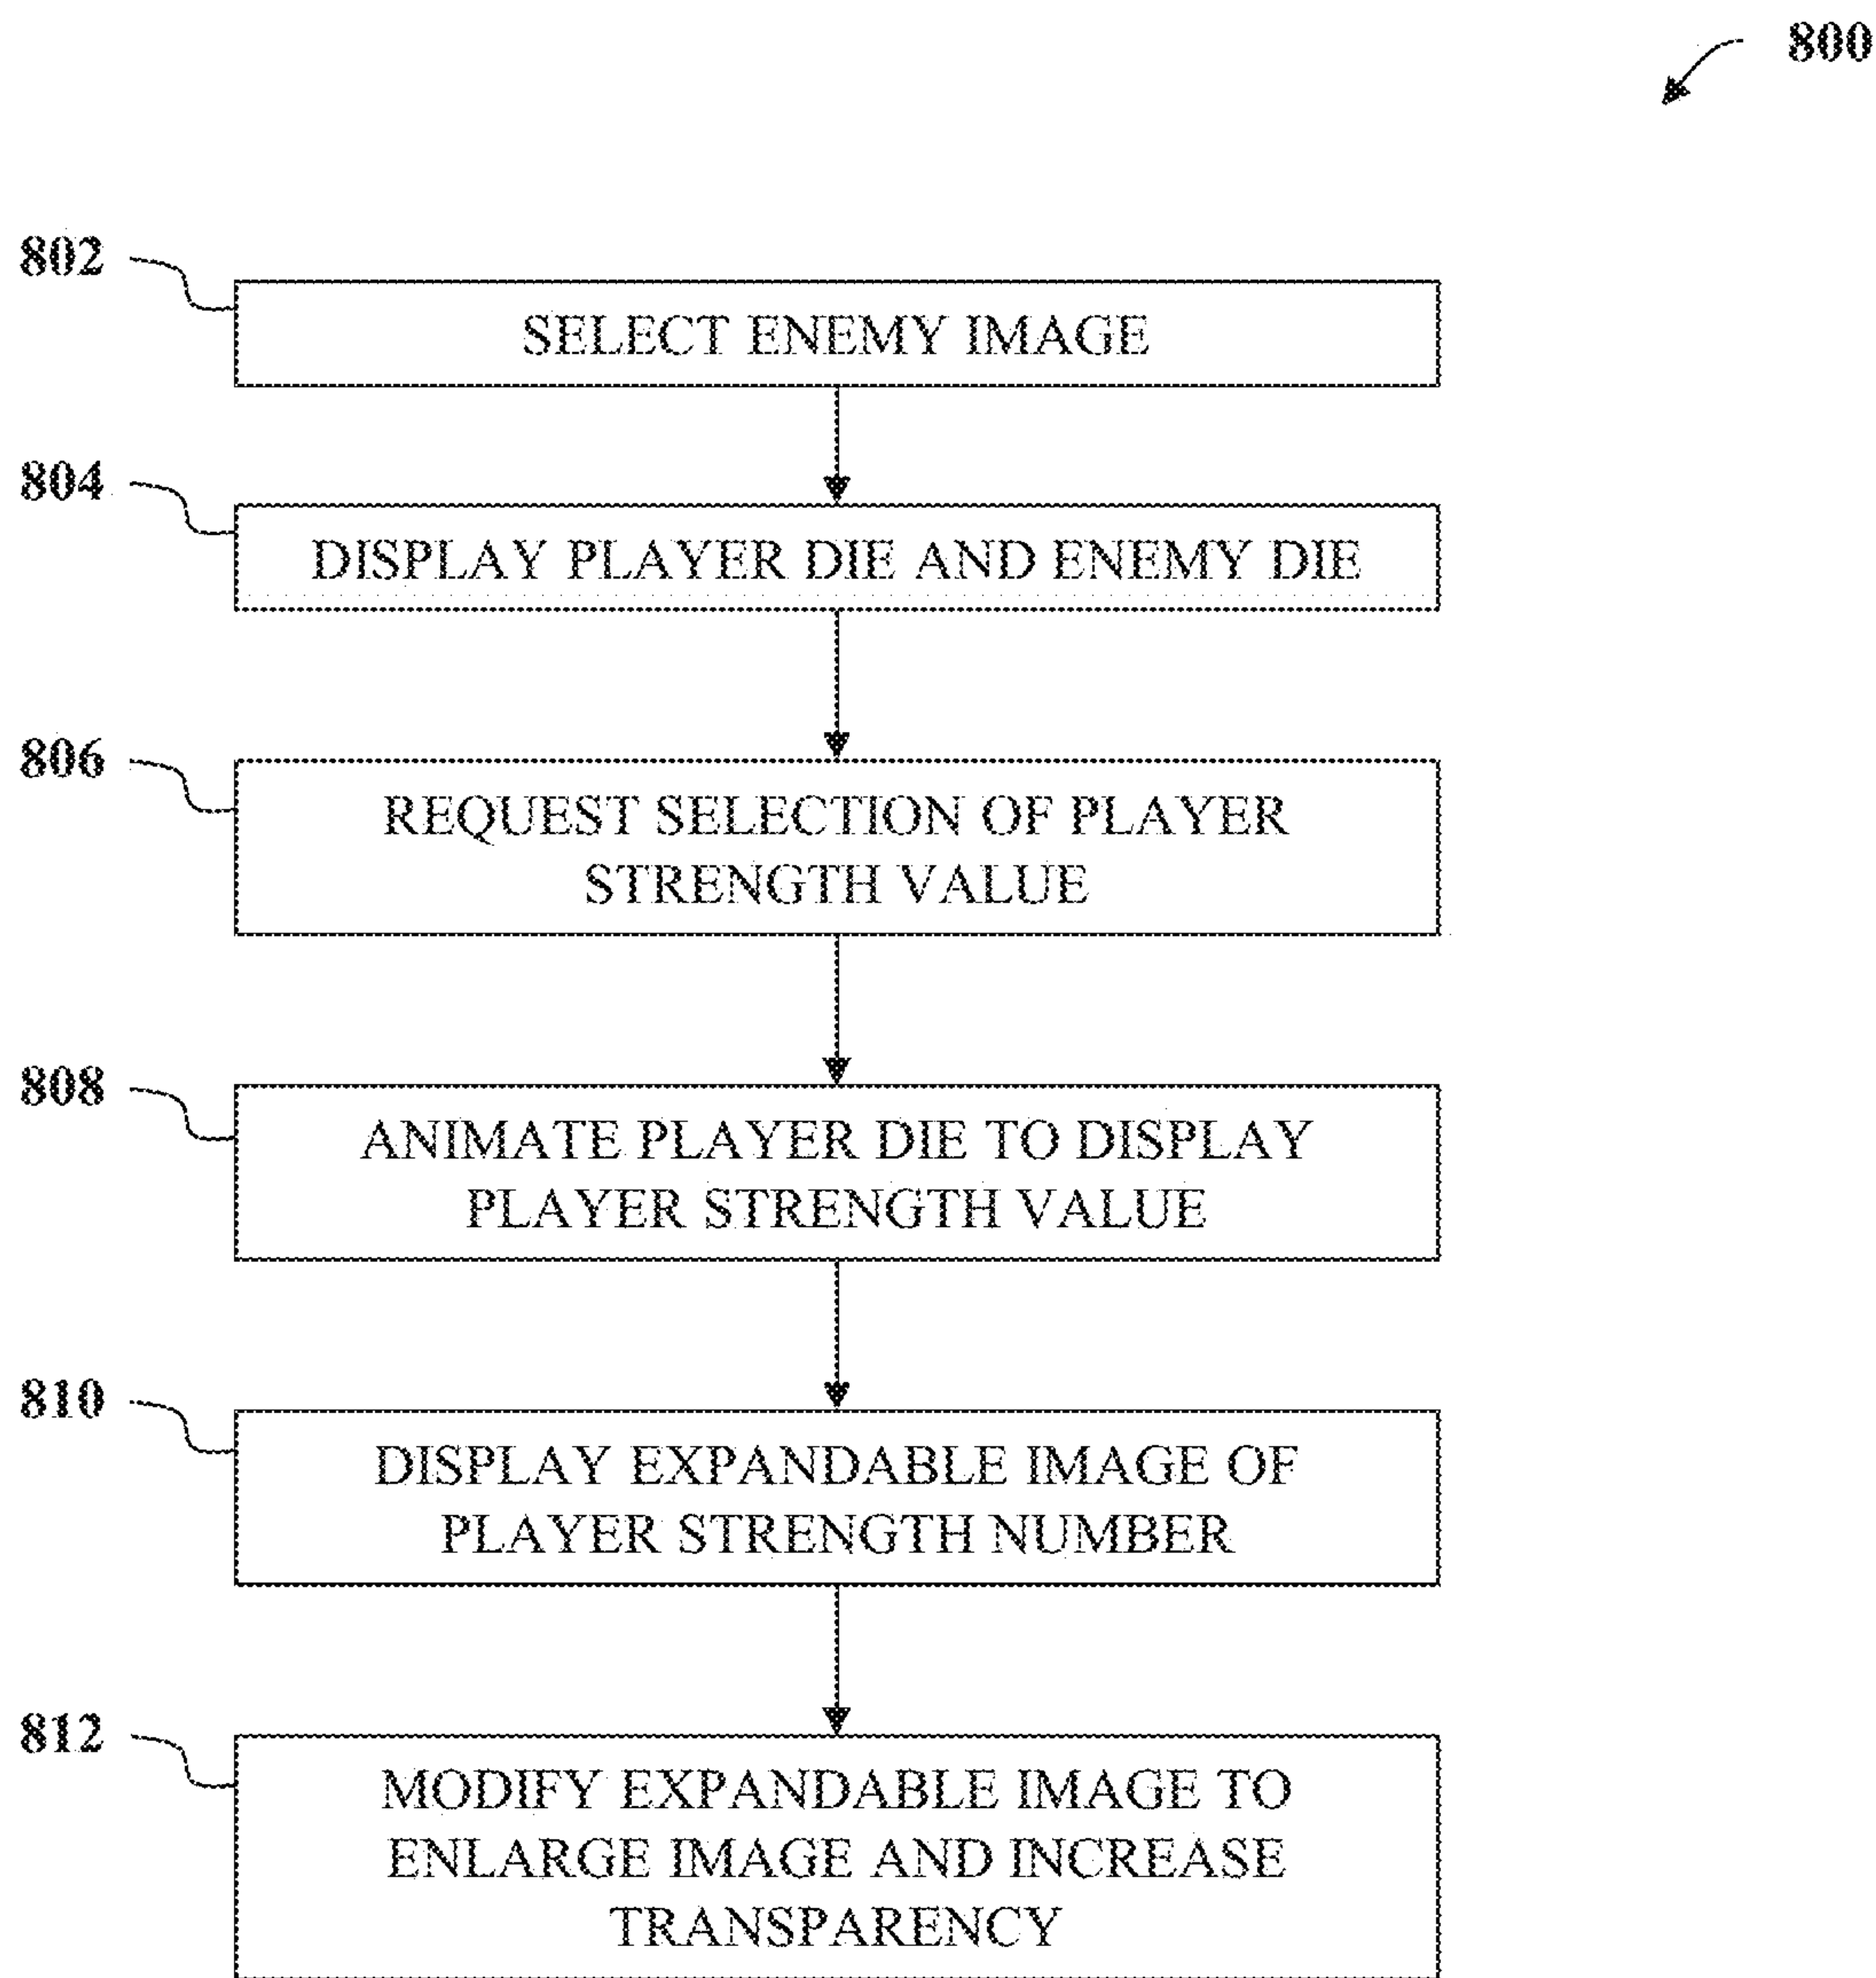 800
802
SELECT ENEMY IMAGE
804
DISPLAY PLAYER DIE AND ENEMY DIE
806
REQUEST SELECTION OF PLAYER
STRENGTH VALUE
808
ANIMATE PLAYER DIE TO DISPLAY
PLAYER STRENGTH VALUE
810
DISPLAY EXPANDABLE IMAGE OF
PLAYER STRENGTH NUMBER
812
MODIFY EXPANDABLE IMAGE TO
ENLARGE IMAGE AND INCREASE
TRANSPARENCY